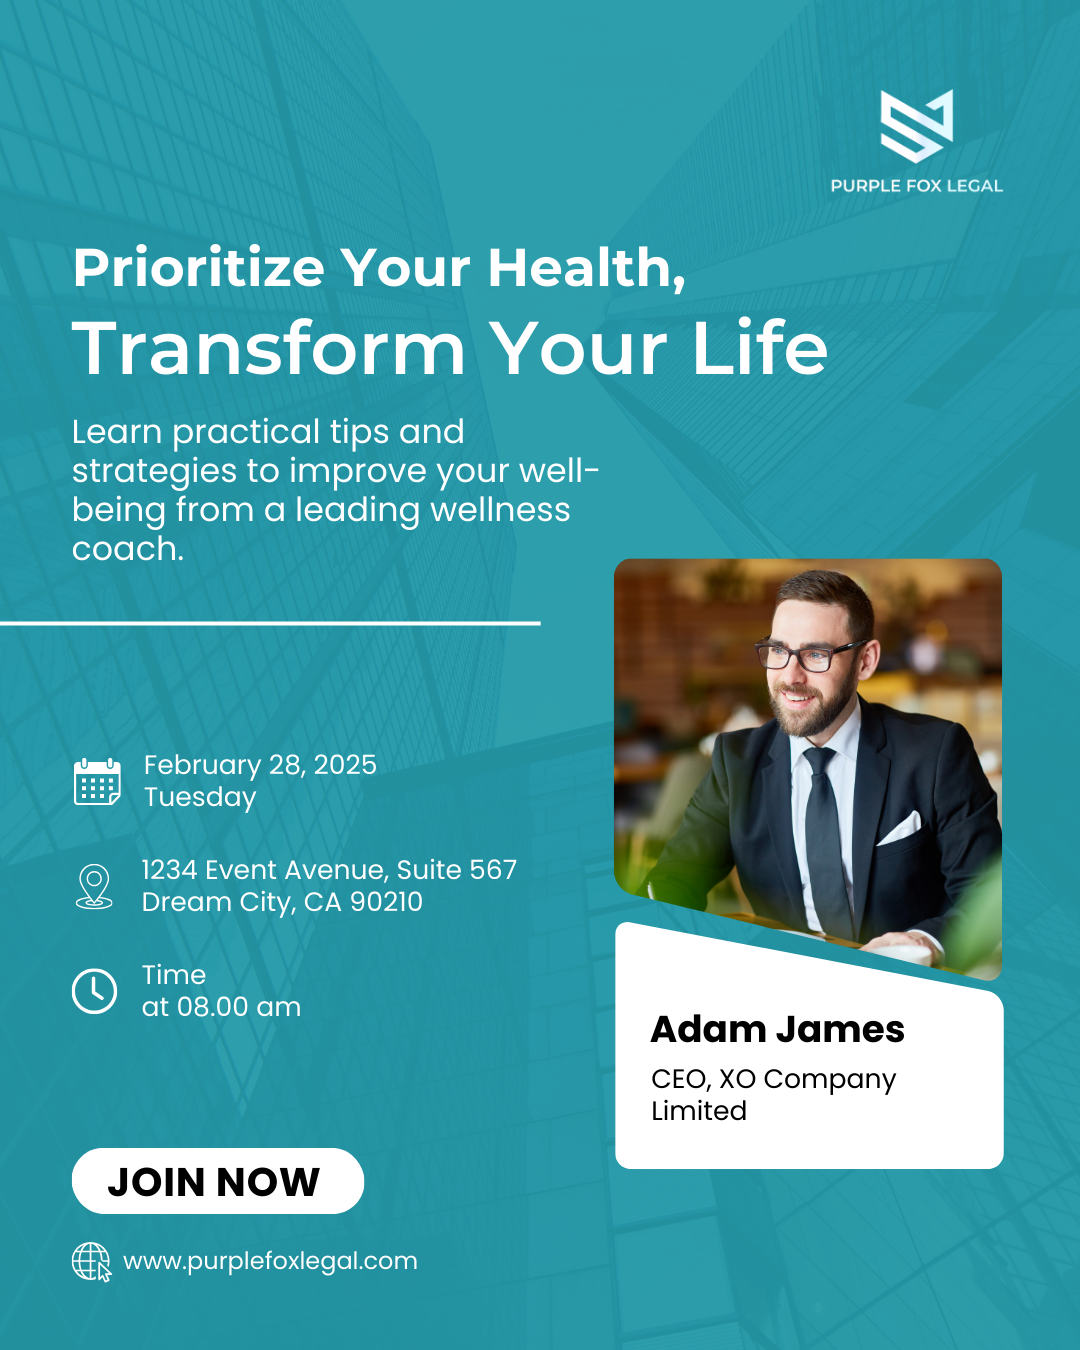 PURPLE FOX LEGAL
Prioritize Your Health,
Transform Your Life
Learn practical tips and
strategies to improve your well-
being from a leading wellness
coach.
February 28, 2025
Tuesday
1234 Event Avenue, Suite 567
Dream City, CA 90210
Time
at 08.00 am
Adam James
CEO, XO Company
Limited
JOIN NOW
www.purplefoxlegal.com